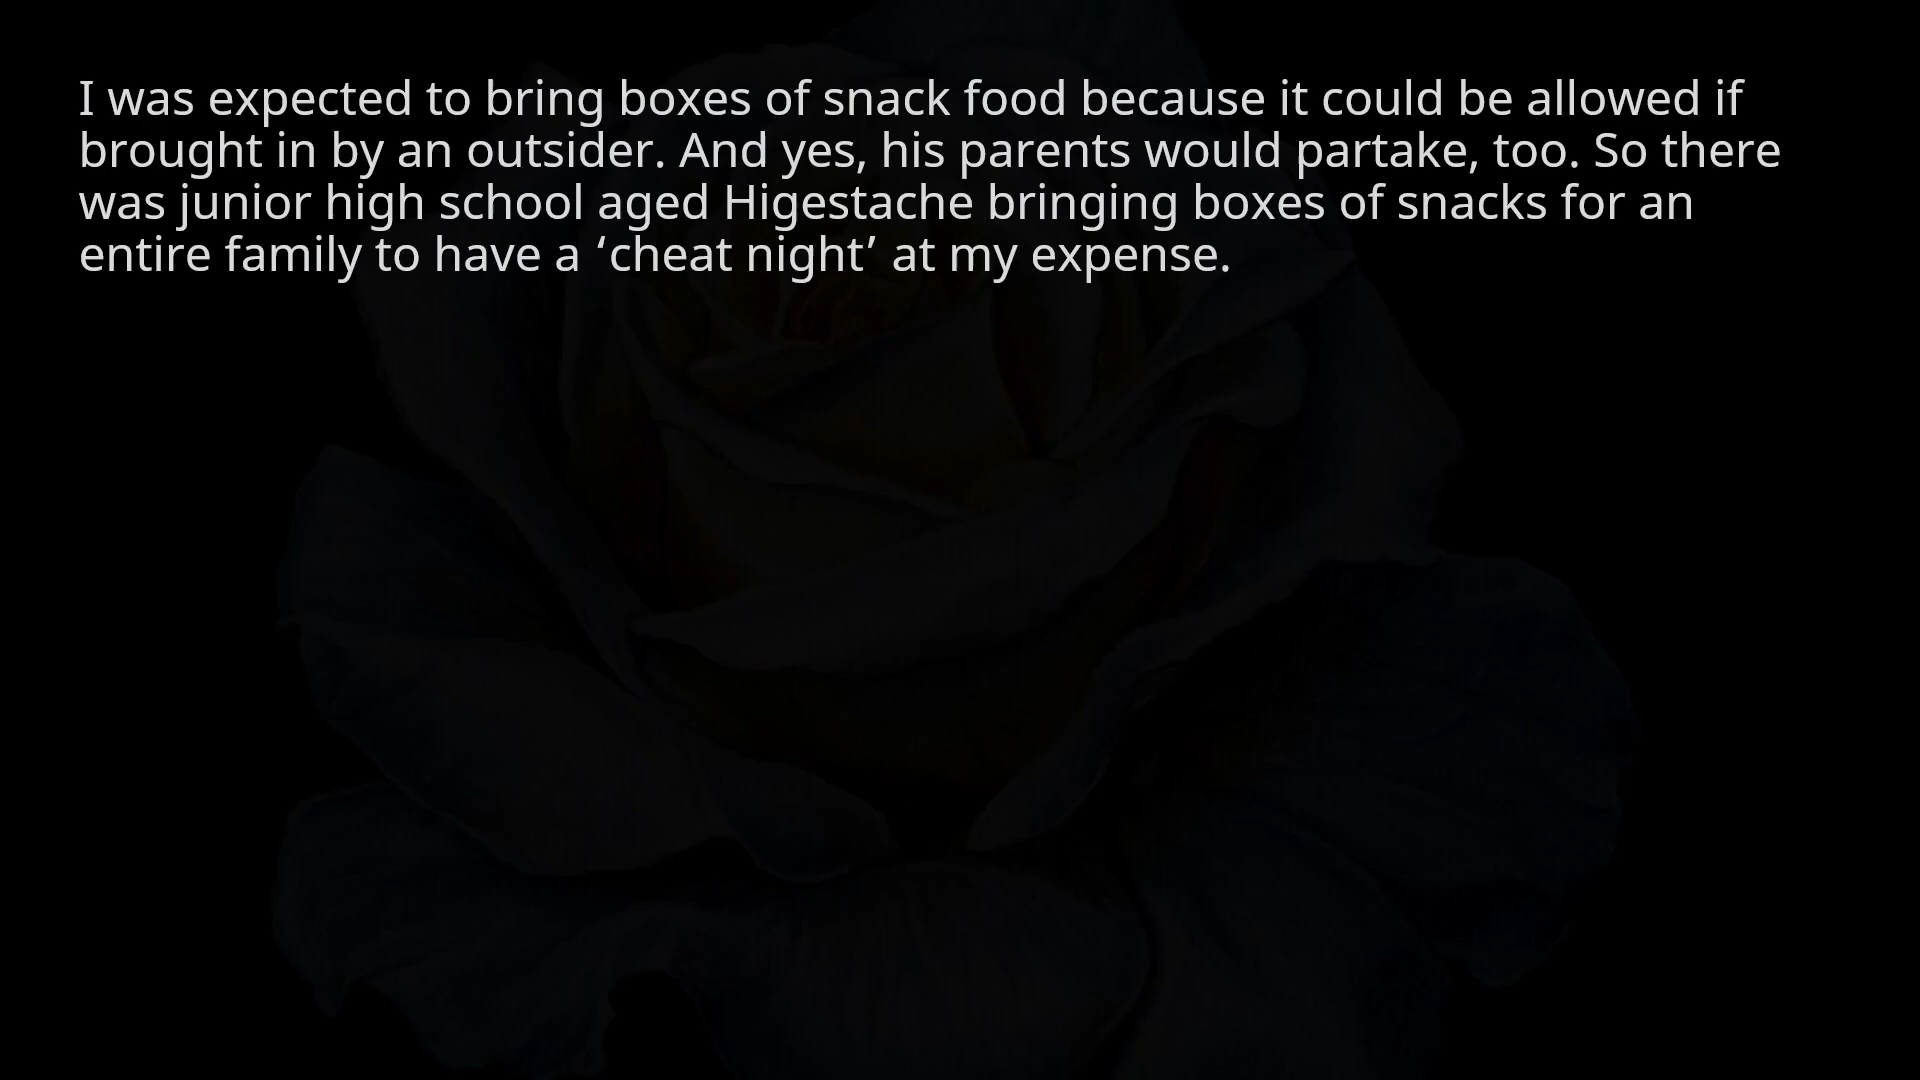 I was expected to bring boxes of snack food because it could be allowed if
brought in by an outsider. And yes, his parents would partake, too. So there
was junior high school aged Higestache bringing boxes of snacks for an
entire family to have a ‘cheat night’ at my expense.